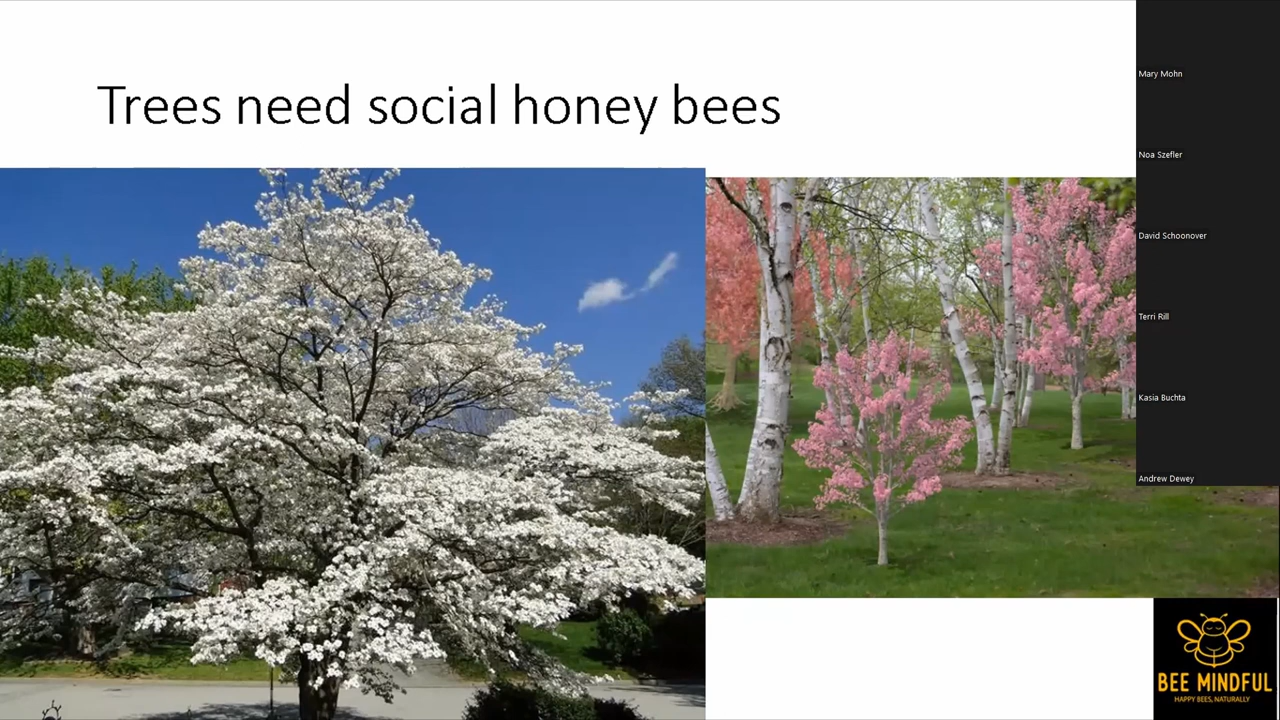 Trees need social honey bees
Mary Mohn
Noa Szefler
David Schoonover
Terri Rill
Kasia Buchta
Andrew Dewey
BEE MINDFUL
HAPPY BEES, NATURALLY